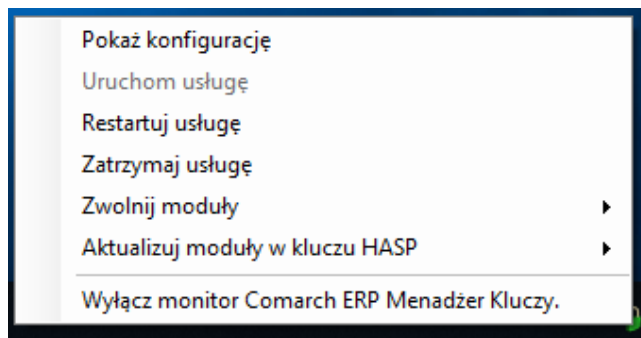 Pokaż konfigurację
Uruchom usługę
Restartuj usługę
Zatrzymaj usługę
Zwolnij moduły
Aktualizuj moduły w kluczu HASP
Wyłącz monitor Comarch ERP Menadżer Kluczy.